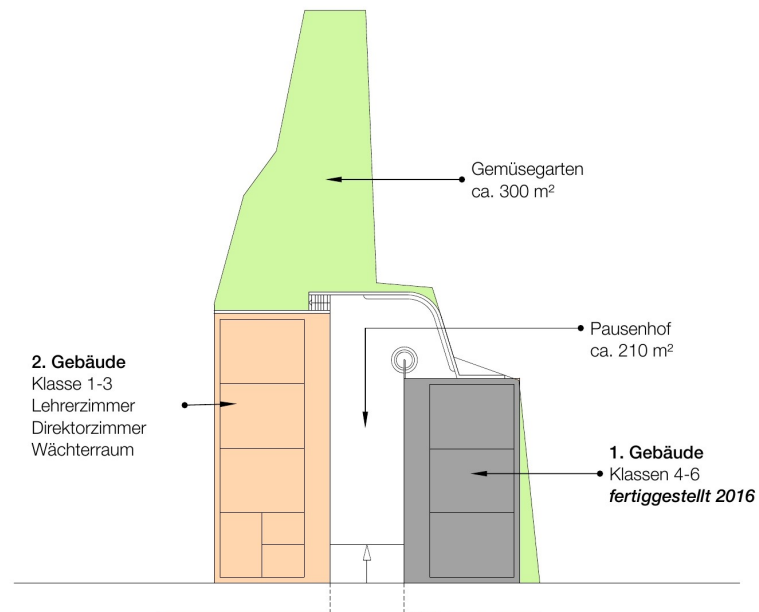 Gemüsegarten
ca. 300 m²
Pausenhof
ca. 210 m²
2. Gebäude
Klasse 1-3
Lehrerzimmer
Direktorzimmer
Wächterraum
1. Gebäude
Klassen 4-6
fertiggestellt 2016